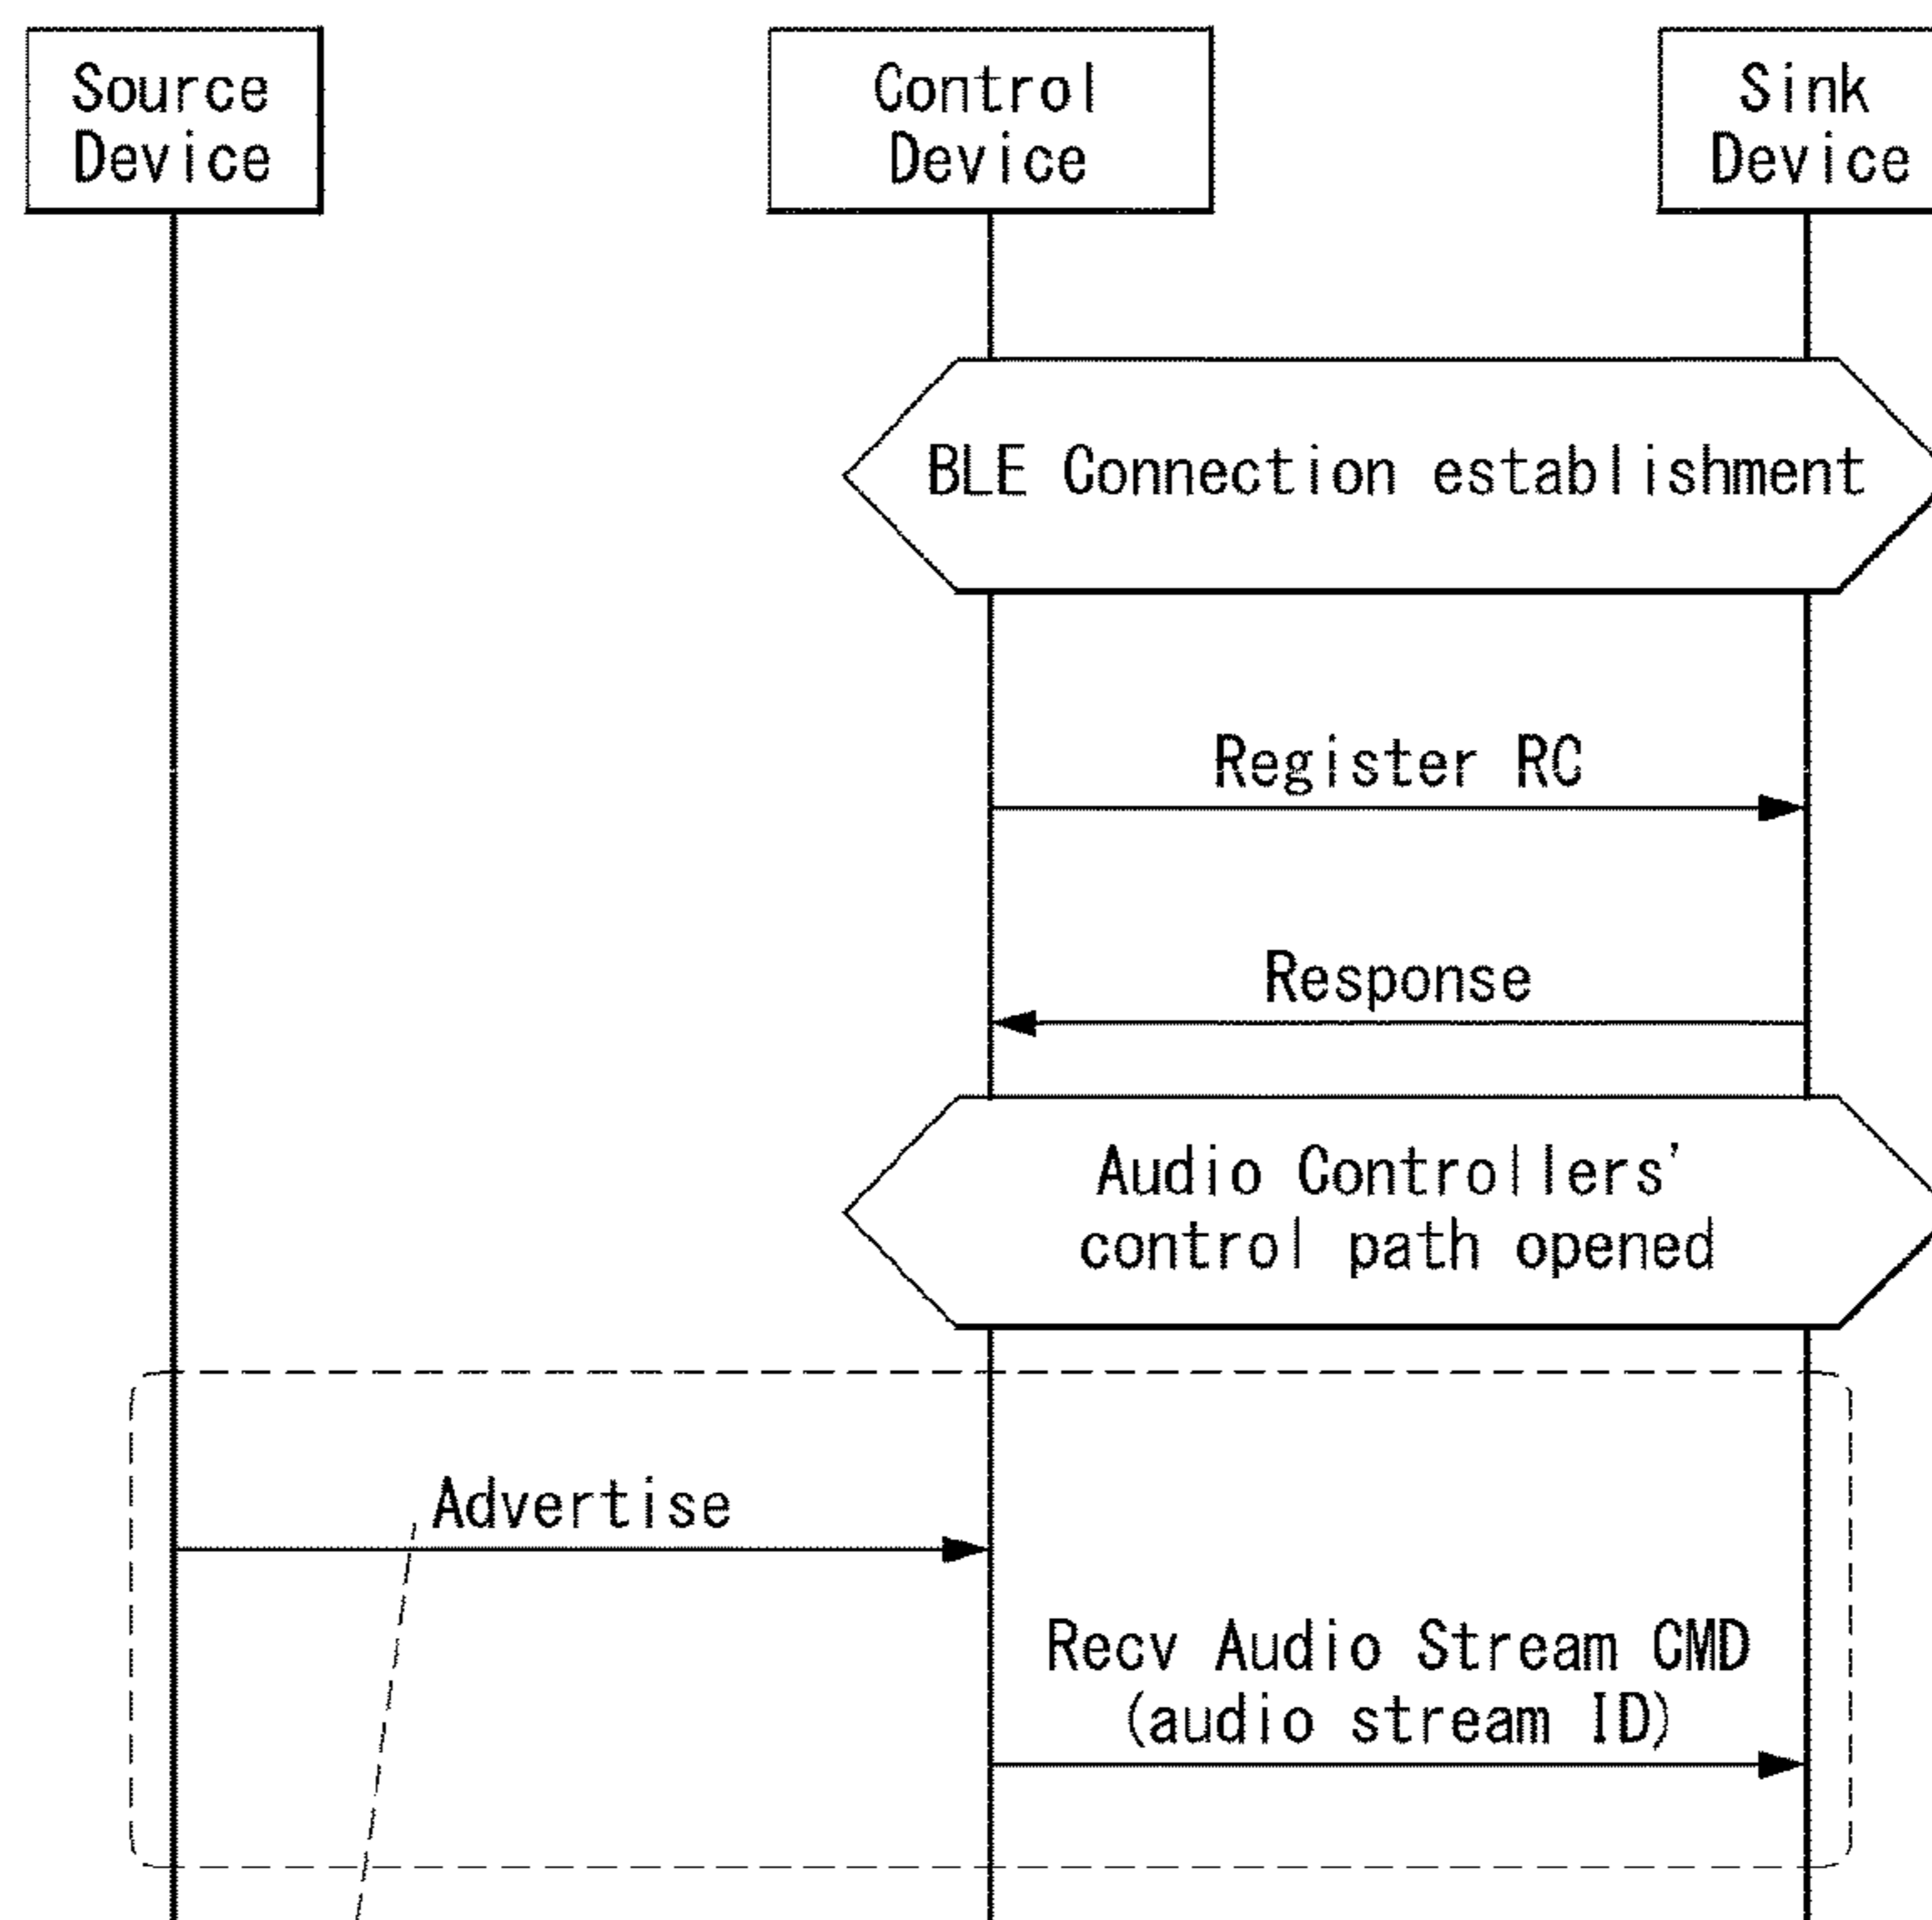 Source
Device
Control
Device
Sink
Device
BLE Connection establishment
Register RC
Response
Audio Controllers'
control path opened
Advertise
Recv Audio Stream CMD
(audio stream ID)